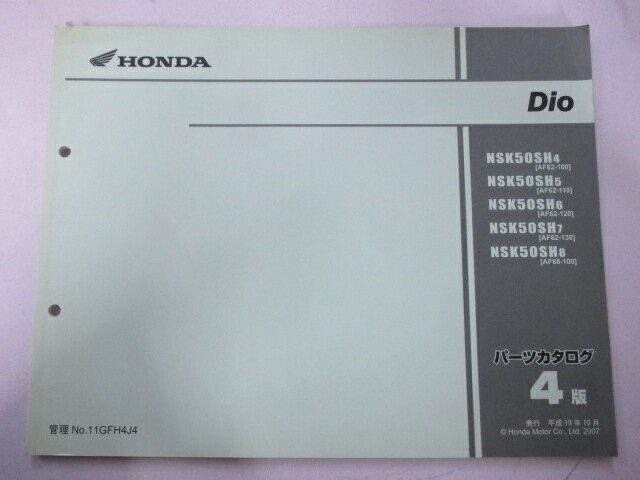 HONDA
Dio
NSK50SH4
[AF62-100]
NSK50SH5
[AF62-110]
NSK50SH6
[AF62-120]
NSK50SH7
[AF62-130]
NSK50SH8
[AF68-100]
パーツカタログ
4版
発行 平成19年10月
© Honda Motor Co., Ltd. 2007
管理 No.11GFH4J4